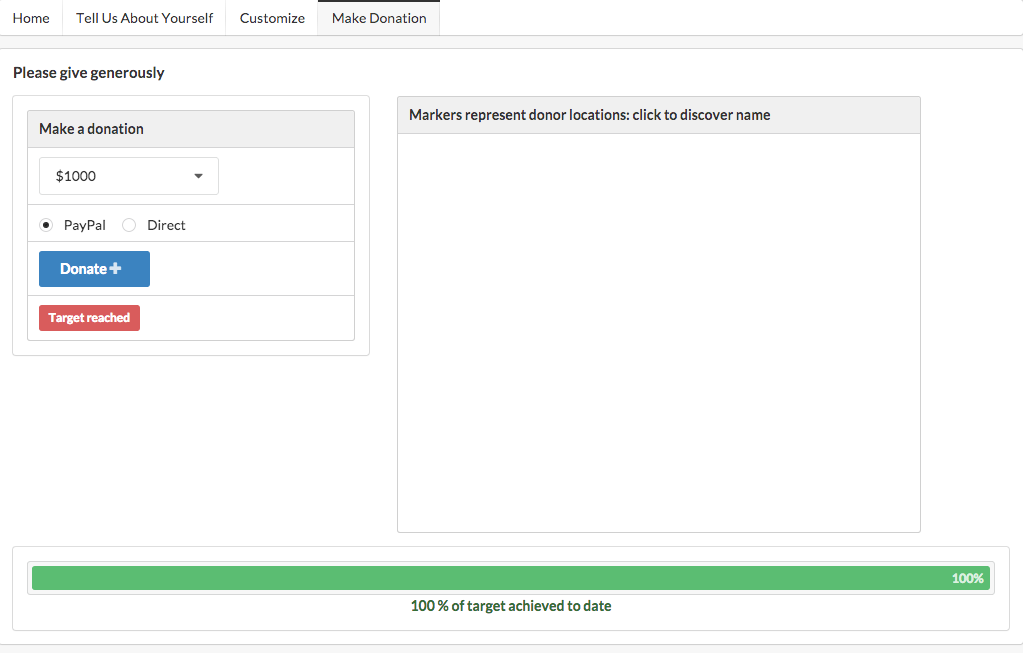 Home Tell Us About Yourself Customize Make Donation
Please give generously
Make a donation
$1000
PayPal Direct
Donate
Target reached
Markers represent donor locations: click to discover name
100%
100 % of target achieved to date